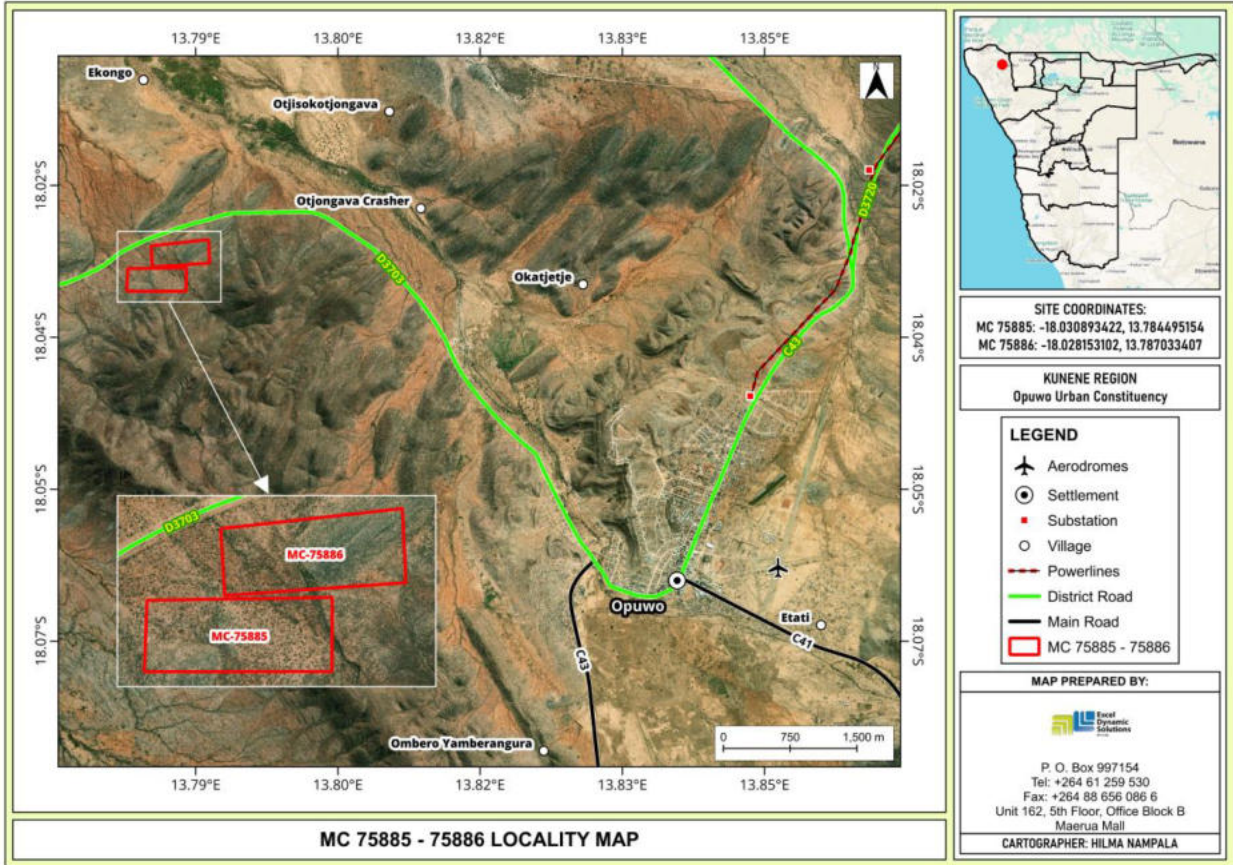 13.79°E
13.80°E
13.82°E
13.83°E
13.85°E
18.02°S
18.04°S
18.05°S
18.07°S
Ekongo
Otjisokotjongava
Otjongava Crasher
Okatjetje
D3703
D3720
C43
N
18.02°S
18.04°S
18.05°S
18.07°S
D3703
MC-75886
MC-75885
Opuwo
Etati
C43
C41
Ombero Yamberangura
0 750 1,500 m
13.79°E
13.80°E
13.82°E
13.83°E
13.85°E
MC 75885 - 75886 LOCALITY MAP
Botswana
SITE COORDINATES:
MC 75885: -18.030893422, 13.784495154
MC 75886: -18.028153102, 13.787033407
KUNENE REGION
Opuwo Urban Constituency
LEGEND
Aerodromes
Settlement
Substation
Village
Powerlines
District Road
Main Road
MC 75885 - 75886
MAP PREPARED BY:
Excel
Dynamic
Solutions
P. O. Box 997154
Tel: +264 61 259 530
Fax: +264 88 656 086 6
Unit 162, 5th Floor, Office Block B
Maerua Mall
CARTOGRAPHER: HILMA NAMPALA